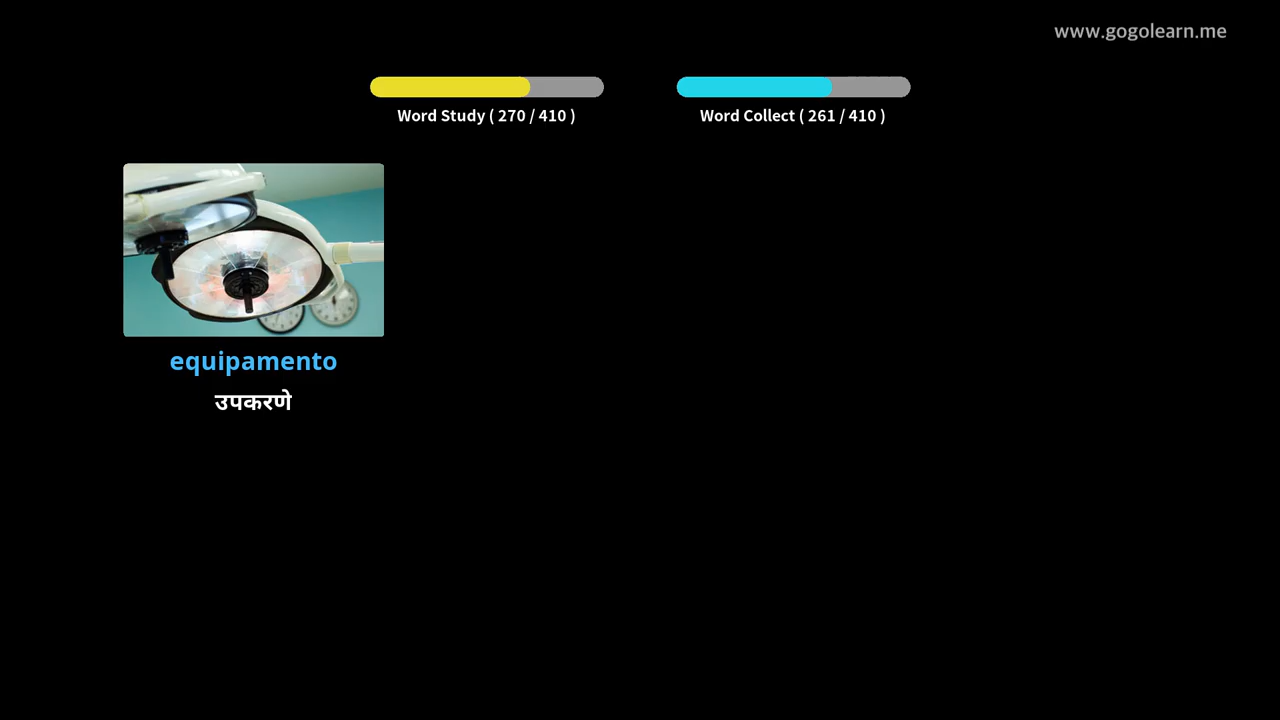 www.gogolearn.me
Word Study ( 270 / 410 )
Word Collect ( 261 / 410 )
equipamento
उपकरणे